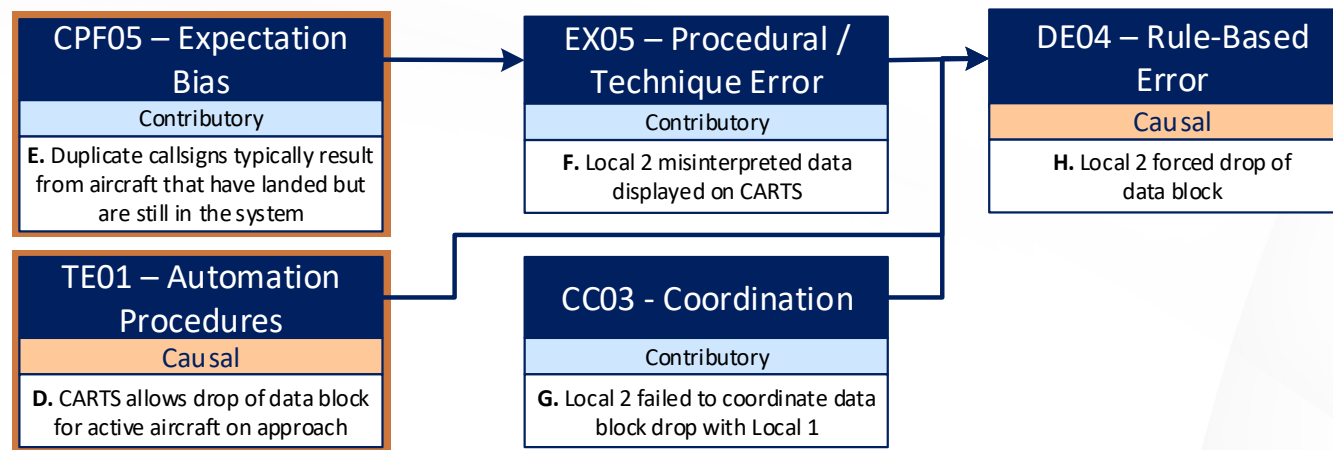 CPF05 – Expectation
Bias
Contributory
E. Duplicate callsigns typically result
from aircraft that have landed but
are still in the system
EX05 – Procedural /
Technique Error
Contributory
F. Local 2 misinterpreted data
displayed on CARTS
DE04 – Rule-Based
Error
Causal
H. Local 2 forced drop of
data block
TE01 – Automation
Procedures
Causal
D. CARTS allows drop of data block
for active aircraft on approach
CC03 - Coordination
Contributory
G. Local 2 failed to coordinate data
block drop with Local 1